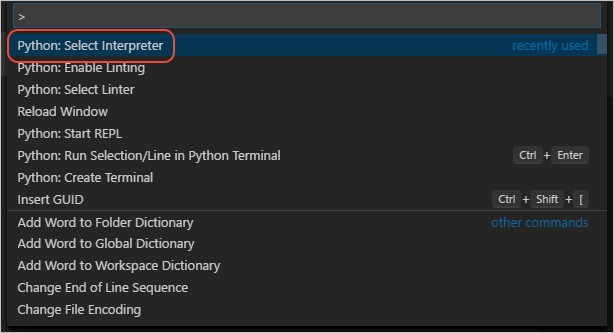 >
Python: Select Interpreter recently used
Python: Enable Linting
Python: Select Linter
Reload Window
Python: Start REPL
Python: Run Selection/Line in Python Terminal Ctrl + Enter
Python: Create Terminal
Insert GUID Ctrl + Shift + [
Add Word to Folder Dictionary other commands
Add Word to Global Dictionary
Add Word to Workspace Dictionary
Change End of Line Sequence
Change File Encoding